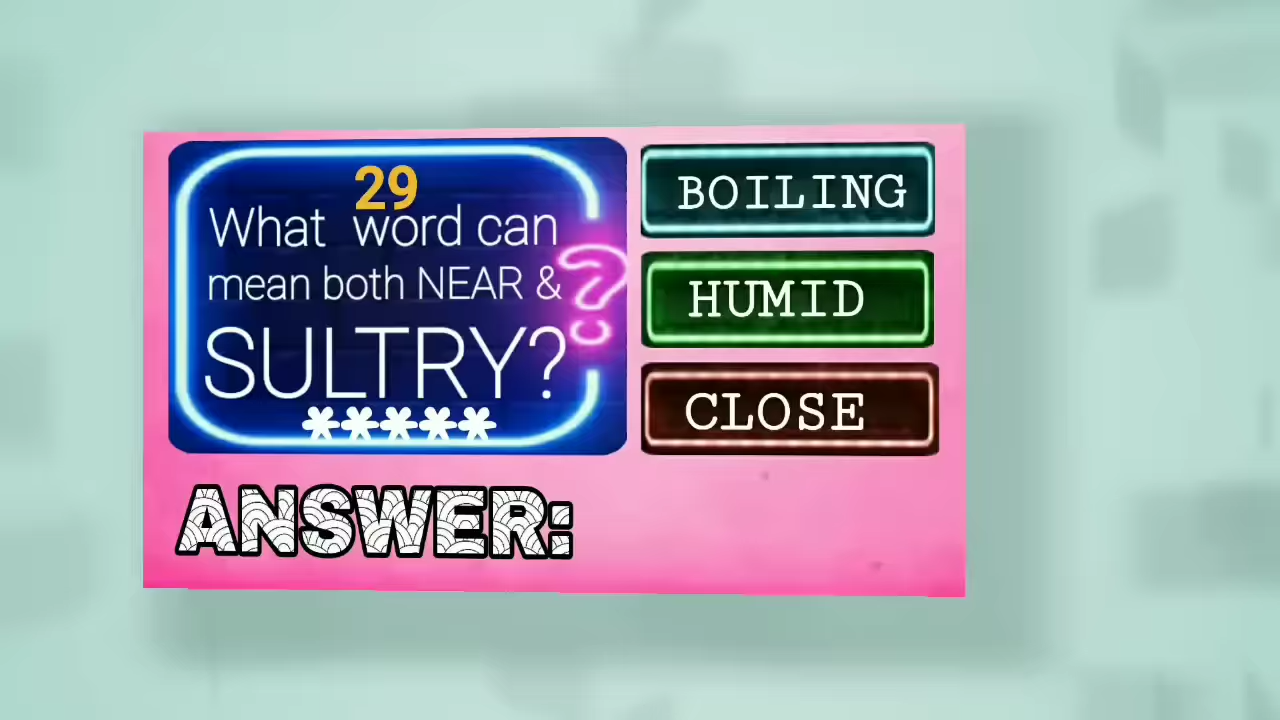 29
What word can
mean both NEAR &
SULTRY?
*****
?
BOILING
HUMID
CLOSE
ANSWER: